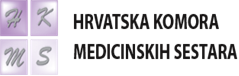 H K HRVATSKA KOMORA
M S MEDICINSKIH SESTARA